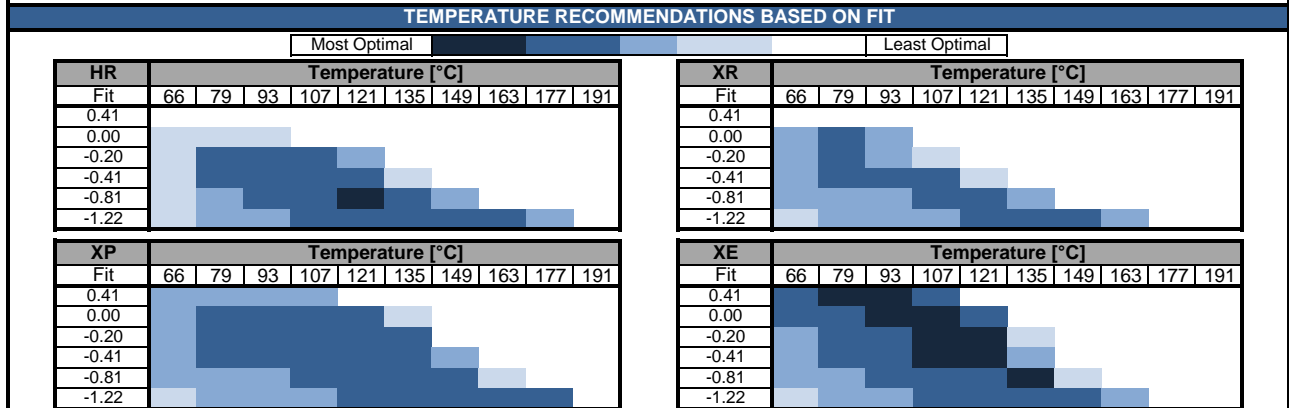 TEMPERATURE RECOMMENDATIONS BASED ON FIT
Most Optimal Least Optimal
HR Temperature [°C]
Fit 66 79 93 107 121 135 149 163 177 191
0.41
0.00
-0.20
-0.41
-0.81
-1.22
XR Temperature [°C]
Fit 66 79 93 107 121 135 149 163 177 191
0.41
0.00
-0.20
-0.41
-0.81
-1.22
XP Temperature [°C]
Fit 66 79 93 107 121 135 149 163 177 191
0.41
0.00
-0.20
-0.41
-0.81
-1.22
XE Temperature [°C]
Fit 66 79 93 107 121 135 149 163 177 191
0.41
0.00
-0.20
-0.41
-0.81
-1.22